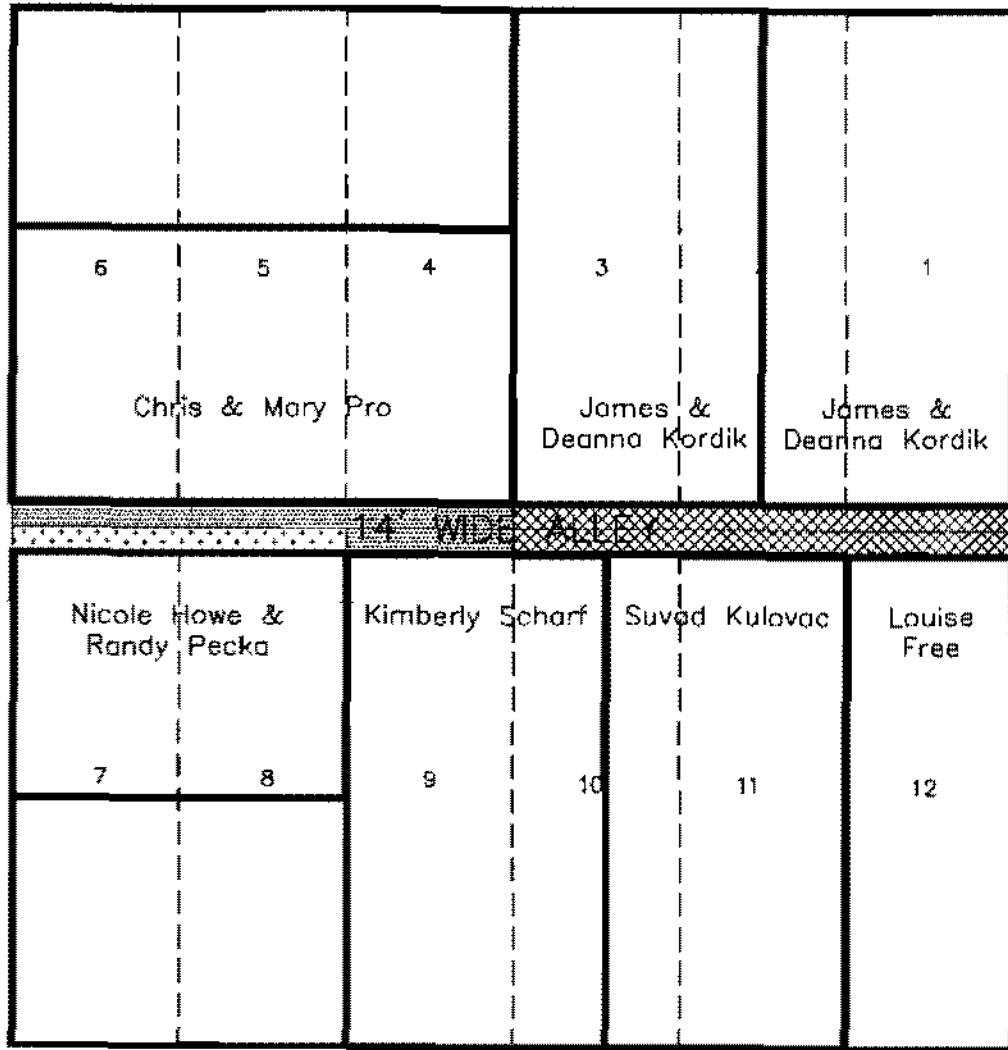 6 5 4 3 1
Chris & Mary Pro
James &
Deanna Kordik
James &
Deanna Kordik
14' WIDE ALLEY
Nicole Howe &
Randy Pecka
Kimberly Scharf
Suvad Kulovac
Louise
Free
7 8 9 10 11 12